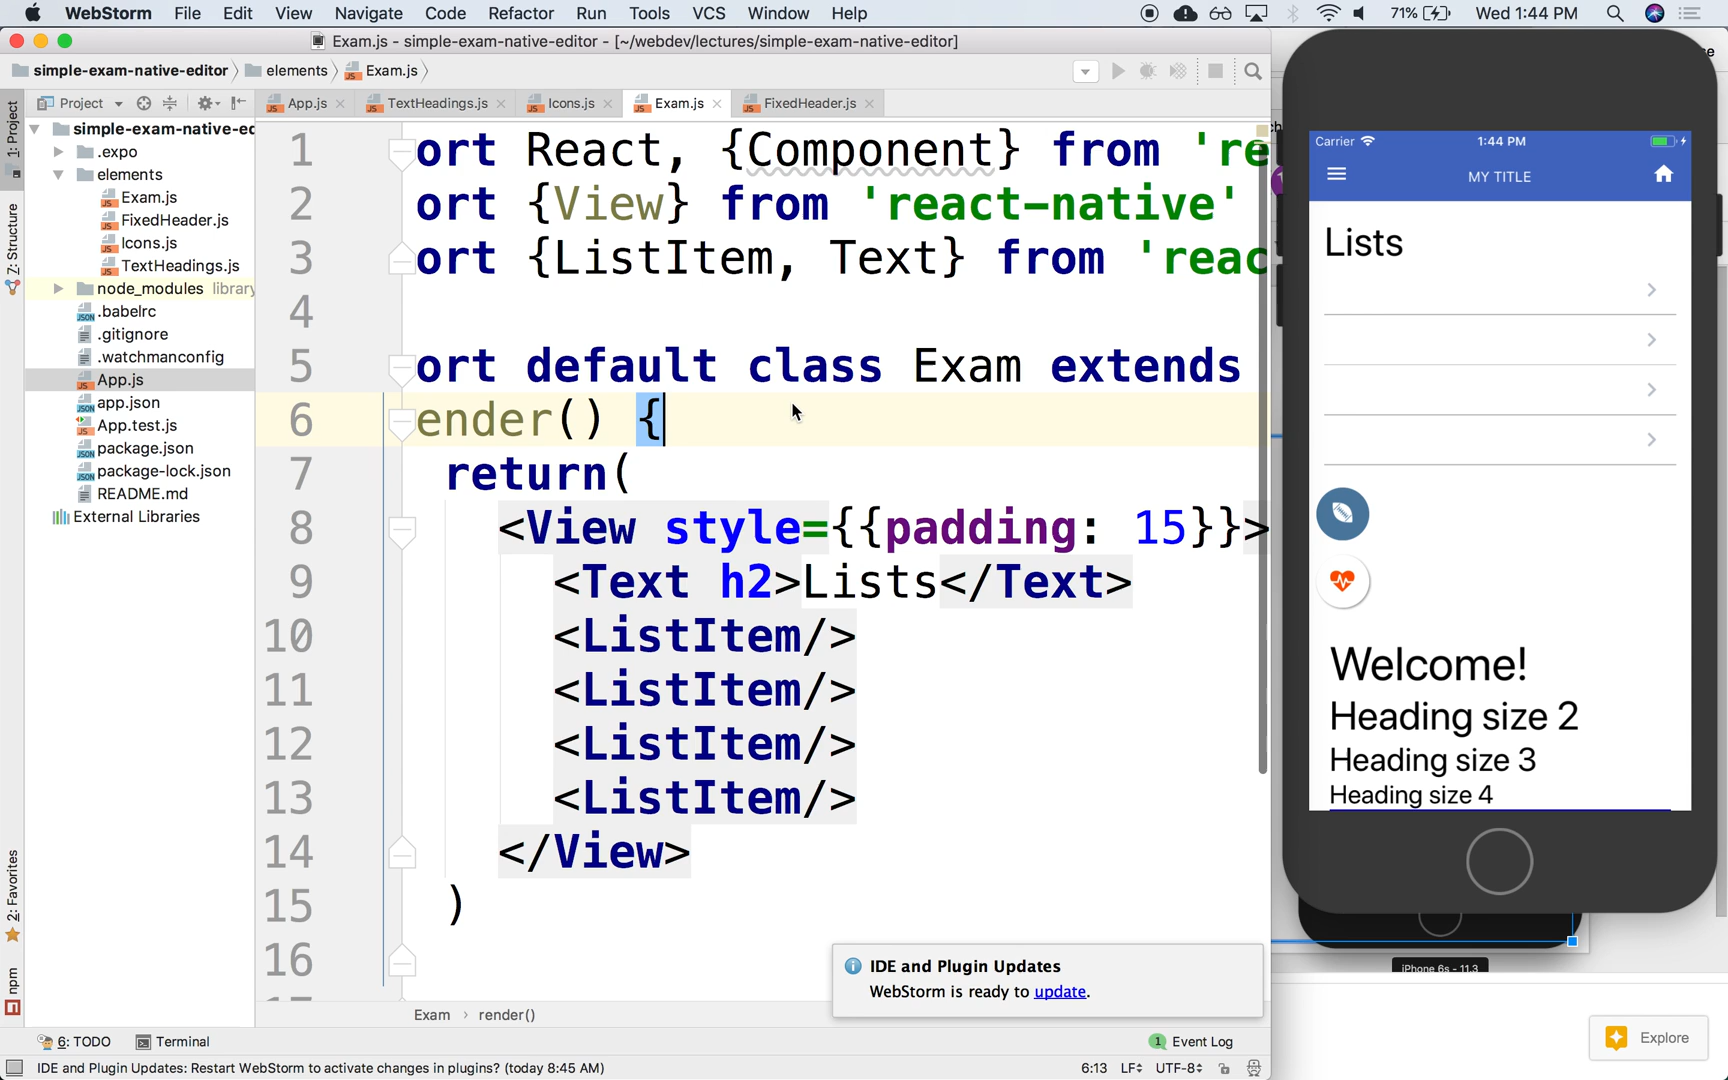 WebStorm File Edit View Navigate Code Refactor Run Tools VCS Window Help 71% Wed 1:44 PM
Exam.js - simple-exam-native-editor - [~/webdev/lectures/simple-exam-native-editor]
simple-exam-native-editor elements Exam.js
Project App.js TextHeadings.js Icons.js Exam.js FixedHeader.js
1: Project
Z: Structure
2: Favorites
npm
simple-exam-native-ec
.expo
elements
Exam.js
FixedHeader.js
Icons.js
TextHeadings.js
node_modules library
.babelrc
.gitignore
.watchmanconfig
App.js
app.json
App.test.js
package.json
package-lock.json
README.md
External Libraries
1 ort React, {Component} from 're
2 ort {View} from 'react-native'
3 ort {ListItem, Text} from 'reac
4
5 ort default class Exam extends
6 ender() {
7 return(
8 <View style={{padding: 15}}>
9 <Text h2>Lists</Text>
10 <ListItem/>
11 <ListItem/>
12 <ListItem/>
13 <ListItem/>
14 </View>
15 )
16
IDE and Plugin Updates
WebStorm is ready to update.
Exam render()
6: TODO Terminal 1 Event Log
IDE and Plugin Updates: Restart WebStorm to activate changes in plugins? (today 8:45 AM) 6:13 LF UTF-8
Carrier 1:44 PM
MY TITLE
Lists
Welcome!
Heading size 2
Heading size 3
Heading size 4
iPhone 6s - 11.3
Explore